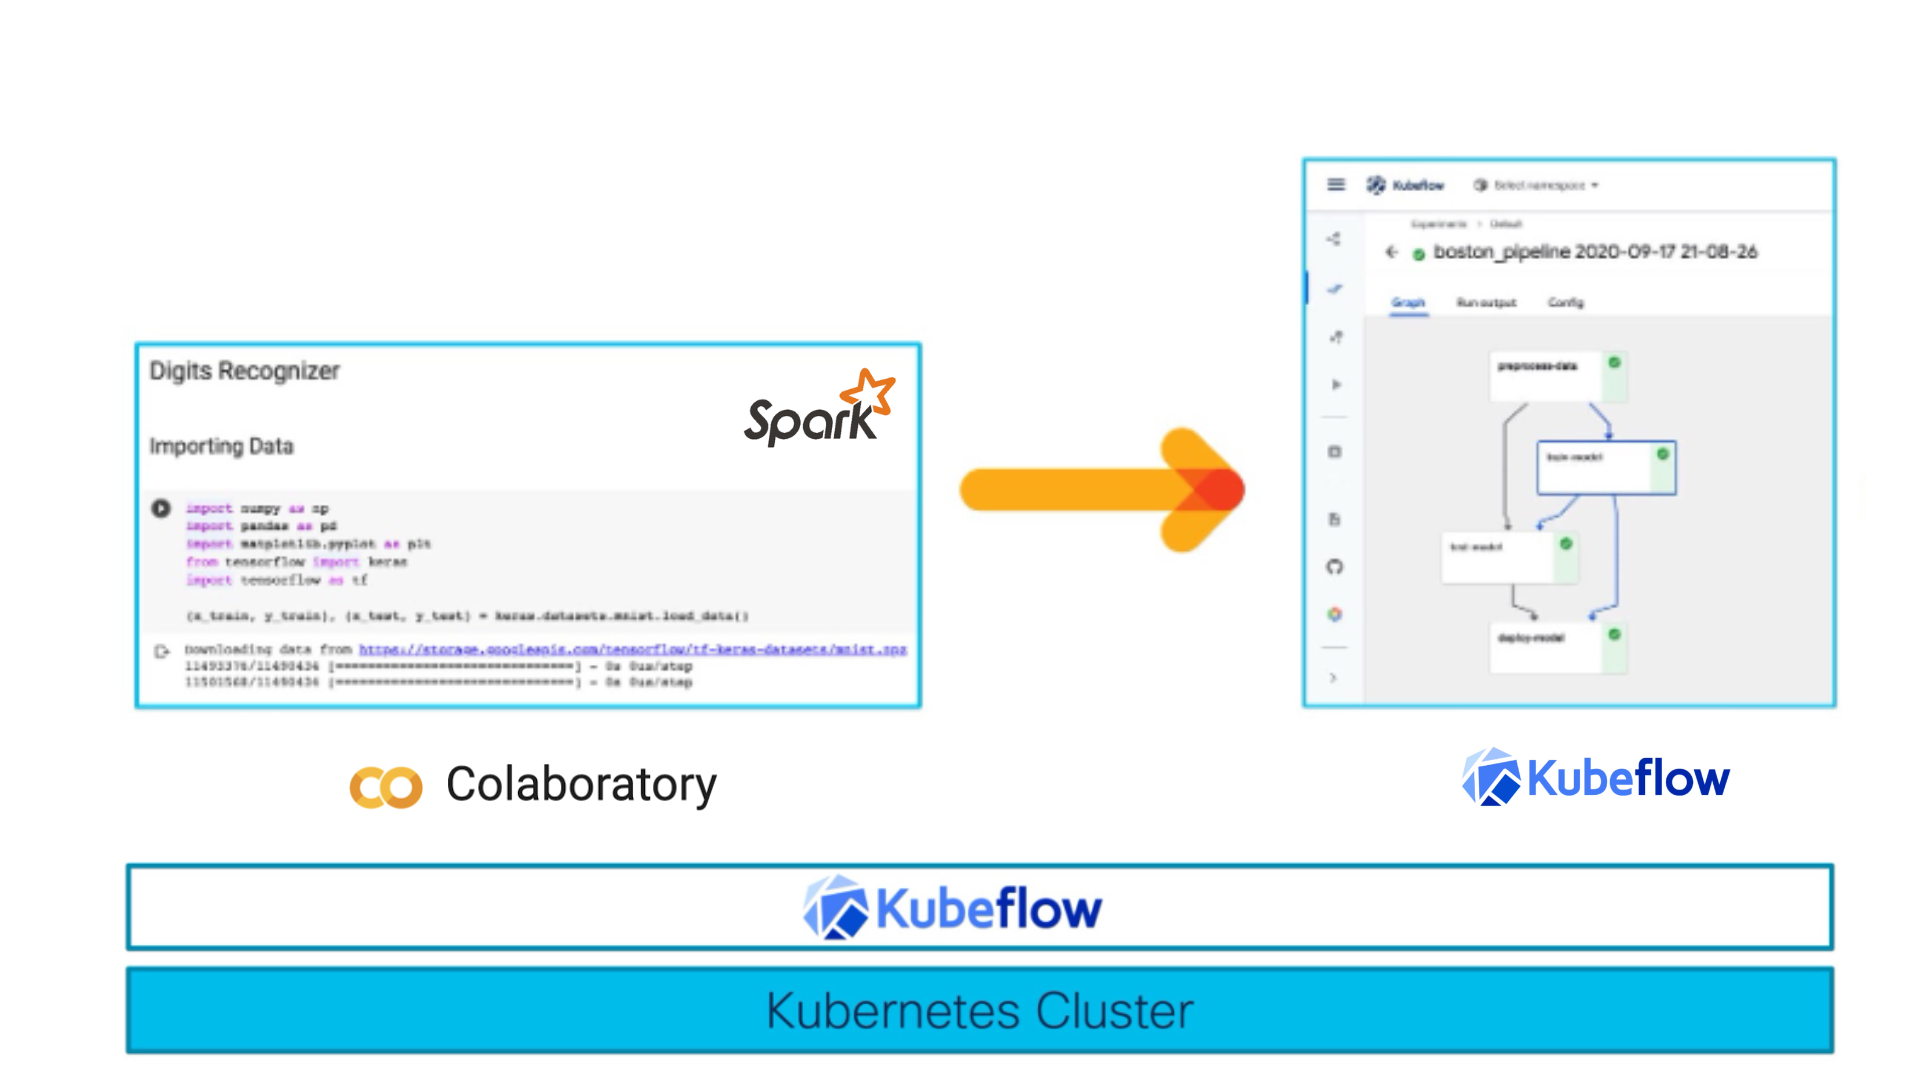 Digits Recognizer
Spark
Importing Data
import numpy as np
import pandas as pd
import matplotlib.pyplot as plt
from tensorflow import keras
import tensorflow as tf
(x_train, y_train), (x_test, y_test) = keras.datasets.mnist.load_data()
Downloading data from https://storage.googleapis.com/tensorflow/tf-keras-datasets/mnist.npz
11493376/11490434 [==============================] - 0s 0us/step
11501568/11490434 [==============================] - 0s 0us/step
Colaboratory
Kubeflow
Select namespace
Experiments > Default
boston_pipeline 2020-09-17 21-08-26
Graph
Run output
Config
preprocess-data
train-model
test-model
deploy-model
Kubeflow
Kubeflow
Kubernetes Cluster